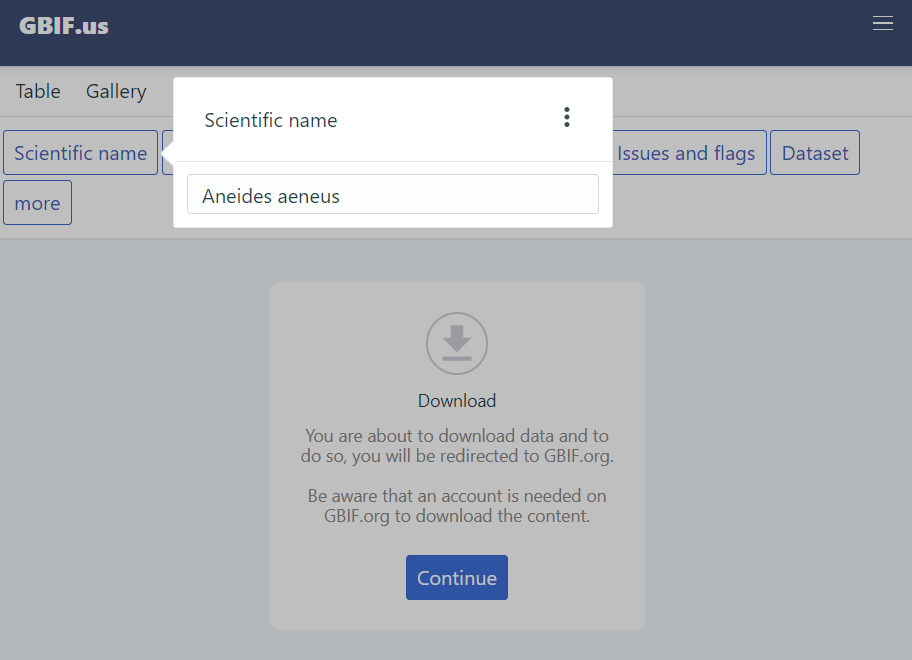 GBIF.us
Table Gallery
Scientific name
Scientific name Issues and flags Dataset
Aneides aeneus
more
Download
You are about to download data and to
do so, you will be redirected to GBIF.org.
Be aware that an account is needed on
GBIF.org to download the content.
Continue